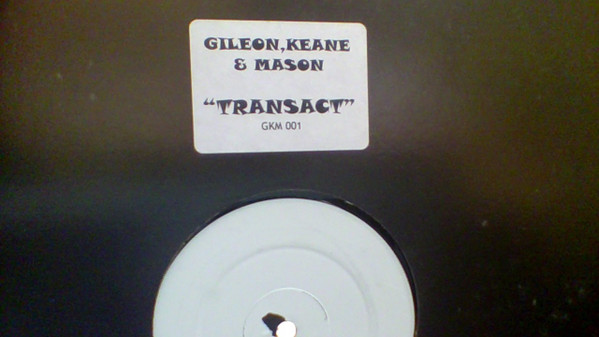 GILEON,KEANE
& MASON
"TRANSACT"
GKM 001